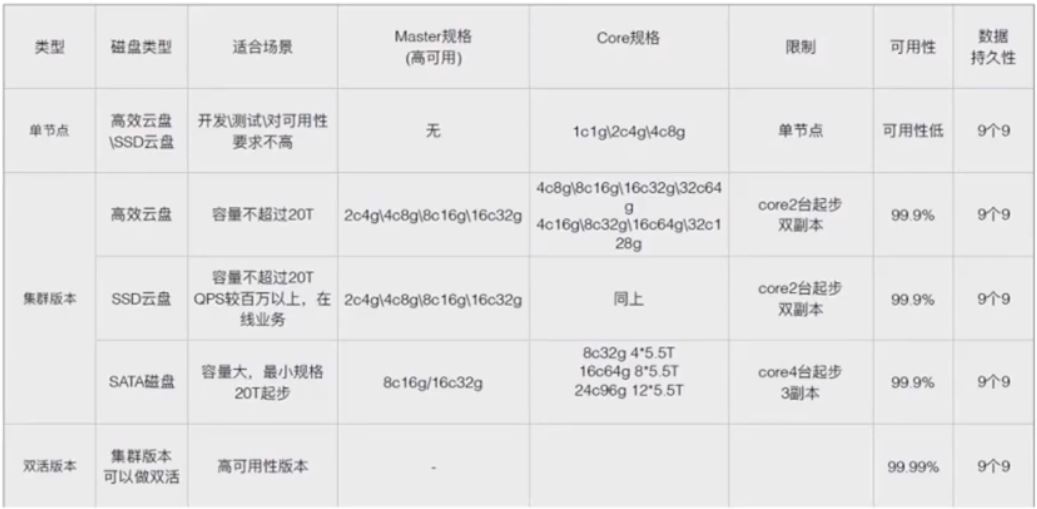 类型
磁盘类型
适合场景
Master规格
(高可用)
Core规格
限制
可用性
数据
持久性
单节点
高效云盘
\SSD云盘
开发\测试\对可用性
要求不高
无
1c1g\2c4g\4c8g
单节点
可用性低
9个9
集群版本
高效云盘
容量不超过20T
2c4g\4c8g\8c16g\16c32g
4c8g\8c16g\16c32g\32c64
g
4c16g\8c32g\16c64g\32c1
28g
core2台起步
双副本
99.9%
9个9
SSD云盘
容量不超过20T
QPS较百万以上，在
线业务
2c4g\4c8g\8c16g\16c32g
同上
core2台起步
双副本
99.9%
9个9
SATA磁盘
容量大，最小规格
20T起步
8c16g/16c32g
8c32g 4*5.5T
16c64g 8*5.5T
24c96g 12*5.5T
core4台起步
3副本
99.9%
9个9
双活版本
集群版本
可以做双活
高可用性版本
-
99.99%
9个9